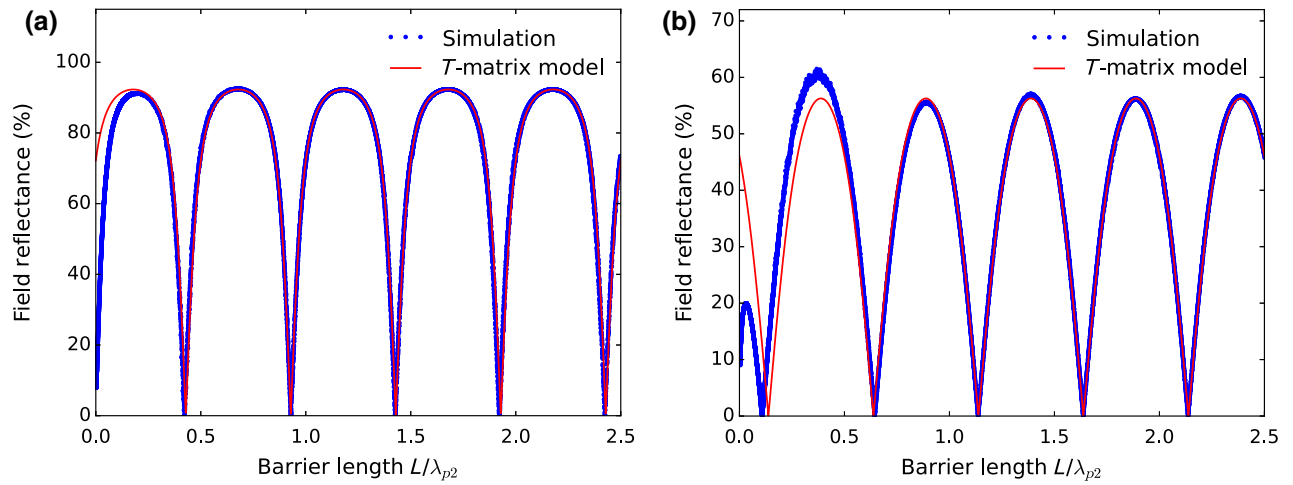 (a)
Simulation
T-matrix model
Field reflectance (%)
100
80
60
40
20
0
0.0 0.5 1.0 1.5 2.0 2.5
Barrier length L/λp2
(b)
Simulation
T-matrix model
Field reflectance (%)
70
60
50
40
30
20
10
0
0.0 0.5 1.0 1.5 2.0 2.5
Barrier length L/λp2